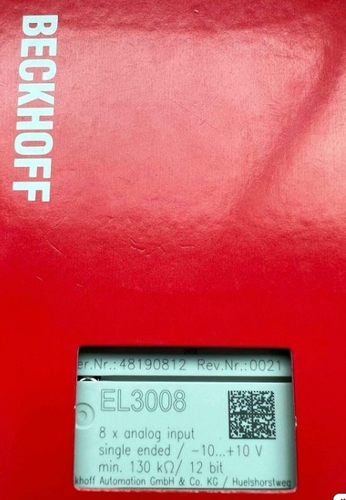 BECKHOFF
er.Nr.: 48190812 Rev.Nr.: 0021
EL3008
8 x analog input
single ended / -10...+10 V
min. 130 kΩ/ 12 bit
khoff Automation GmbH & Co. KG / Huelshorstweg